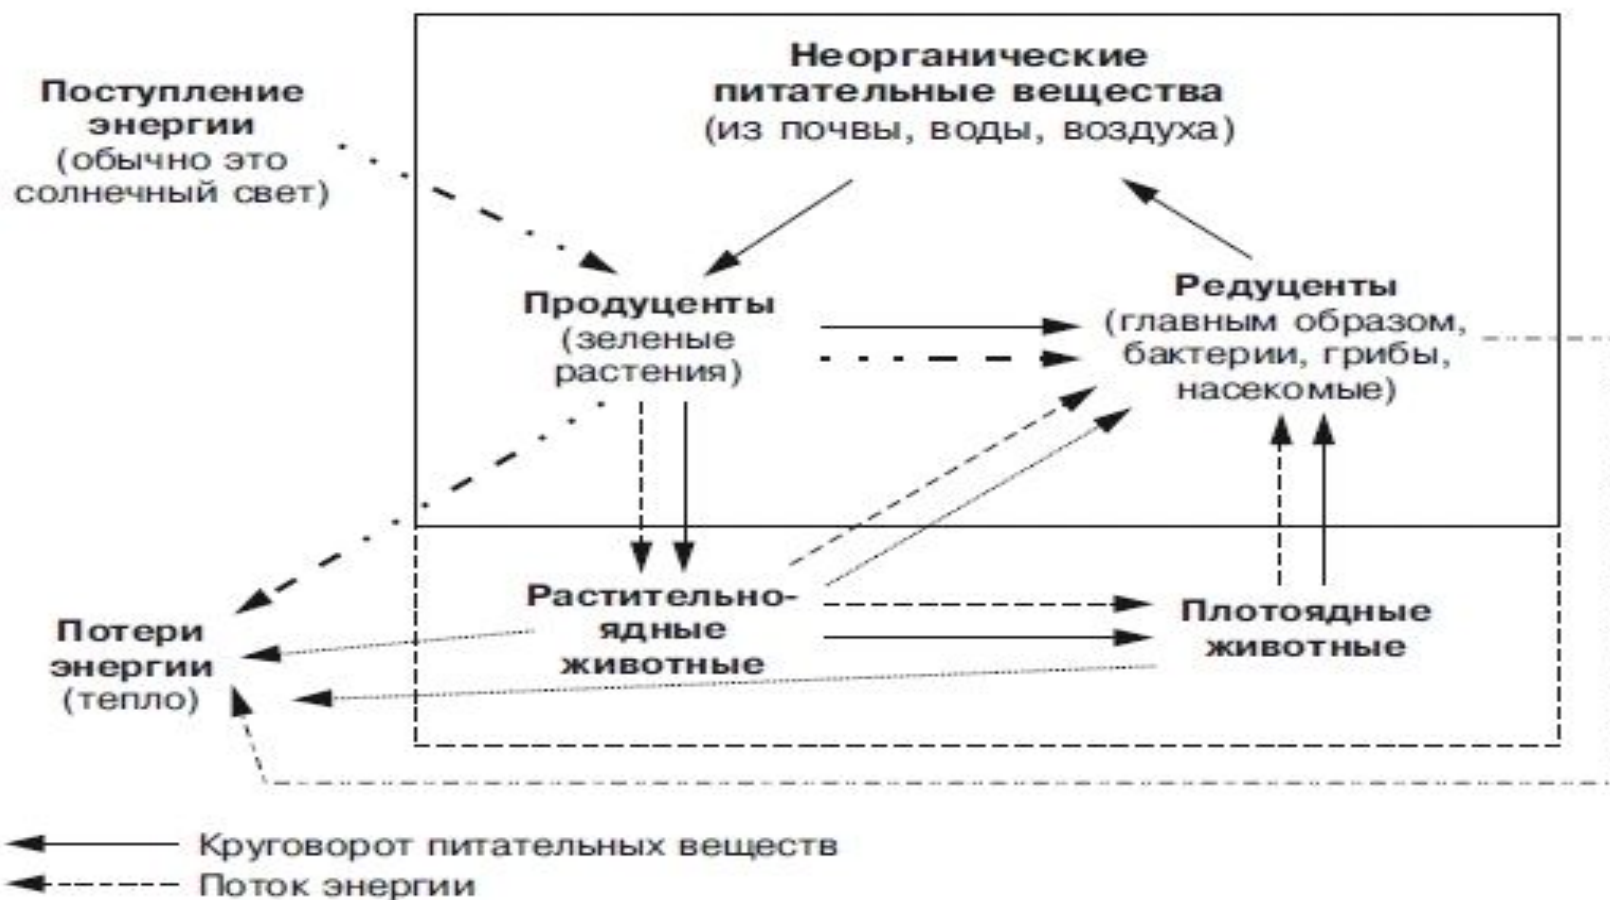 Неорганические
питательные вещества
(из почвы, воды, воздуха)
Поступление
энергии
(обычно это
солнечный свет)
Продуценты
(зеленые
растения)
Редуценты
(главным образом,
бактерии, грибы,
насекомые)
Растительно-
ядные
животные
Плотоядные
животные
Потери
энергии
(тепло)
Круговорот питательных веществ
Поток энергии